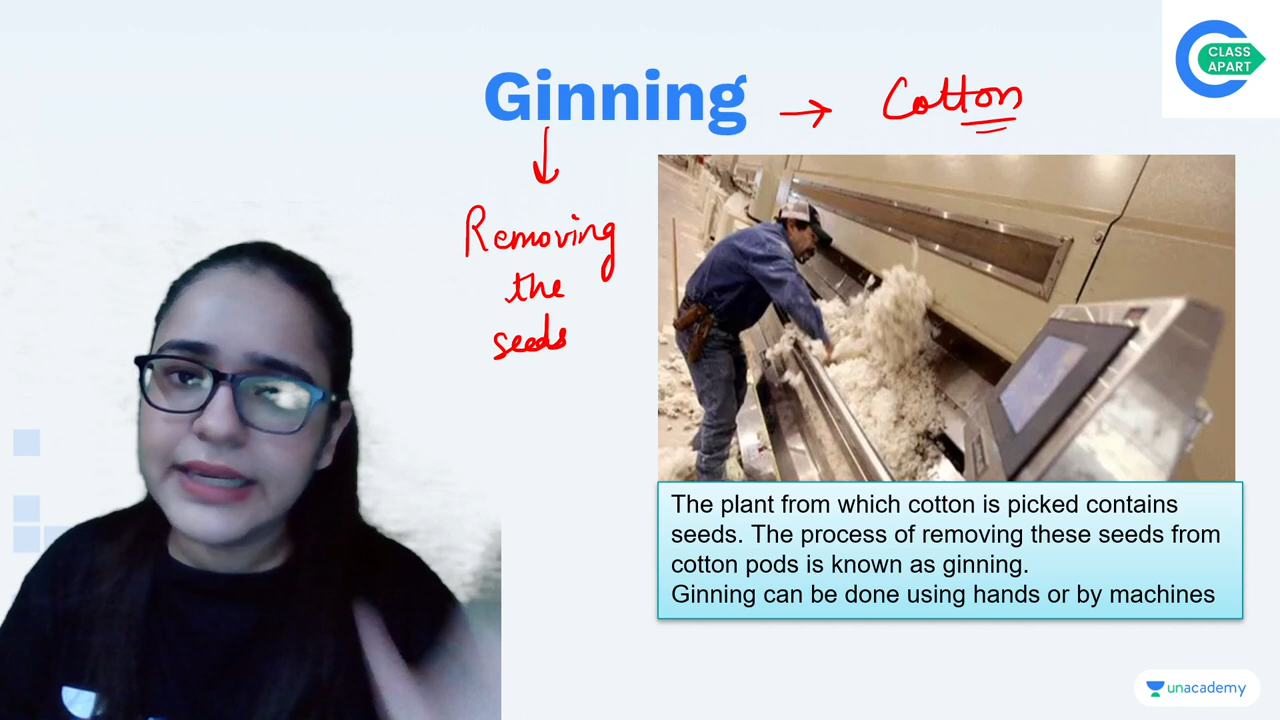 CLASS
APART
Ginning → Cotton
Removing
the
seeds
The plant from which cotton is picked contains
seeds. The process of removing these seeds from
cotton pods is known as ginning.
Ginning can be done using hands or by machines
unacademy